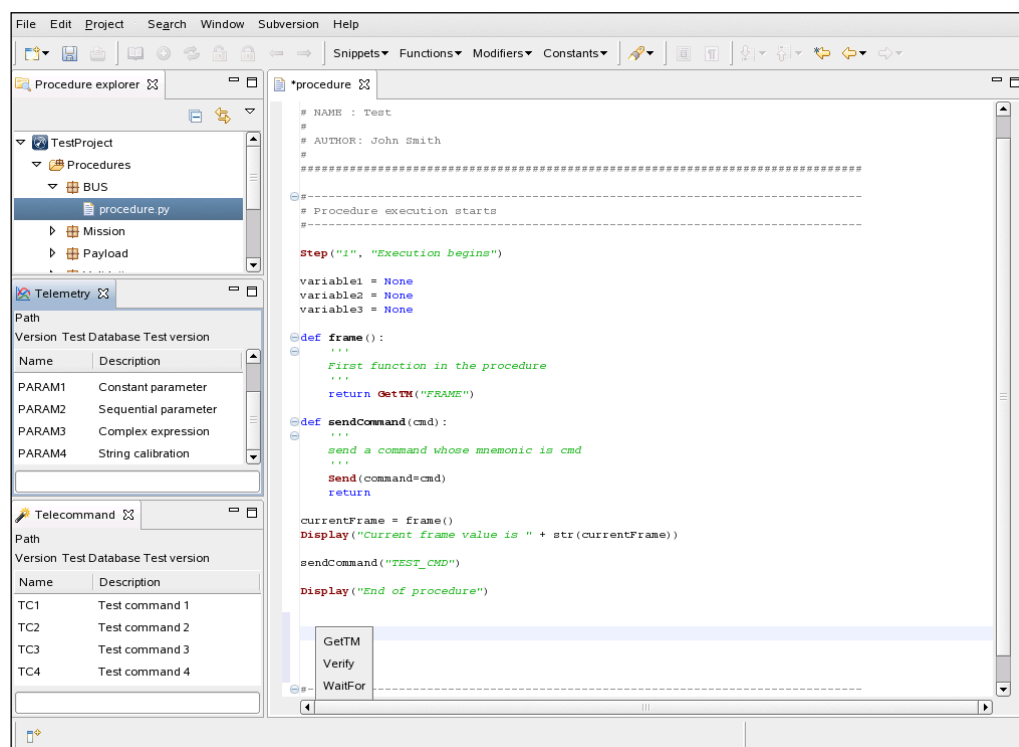 File Edit Project Search Window Subversion Help
Snippets Functions Modifiers Constants
Procedure explorer
TestProject
Procedures
BUS
procedure.py
Mission
Payload
Telemetry
Path
Version Test Database Test version
Name Description
PARAM1 Constant parameter
PARAM2 Sequential parameter
PARAM3 Complex expression
PARAM4 String calibration
Telecommand
Path
Version Test Database Test version
Name Description
TC1 Test command 1
TC2 Test command 2
TC3 Test command 3
TC4 Test command 4
*procedure
# NAME : Test
#
# AUTHOR: John Smith
#
################################################################################
#-------------------------------------------------------------------------------
# Procedure execution starts
#-------------------------------------------------------------------------------
Step("1", "Execution begins")
variable1 = None
variable2 = None
variable3 = None
def frame():
'''
First function in the procedure
'''
return GetTM("FRAME")
def sendCommand(cmd):
'''
send a command whose mnemonic is cmd
'''
Send(command=cmd)
return
currentFrame = frame()
Display("Current frame value is " + str(currentFrame))
sendCommand("TEST_CMD")
Display("End of procedure")
GetTM
Verify
WaitFor
#-------------------------------------------------------------------------------